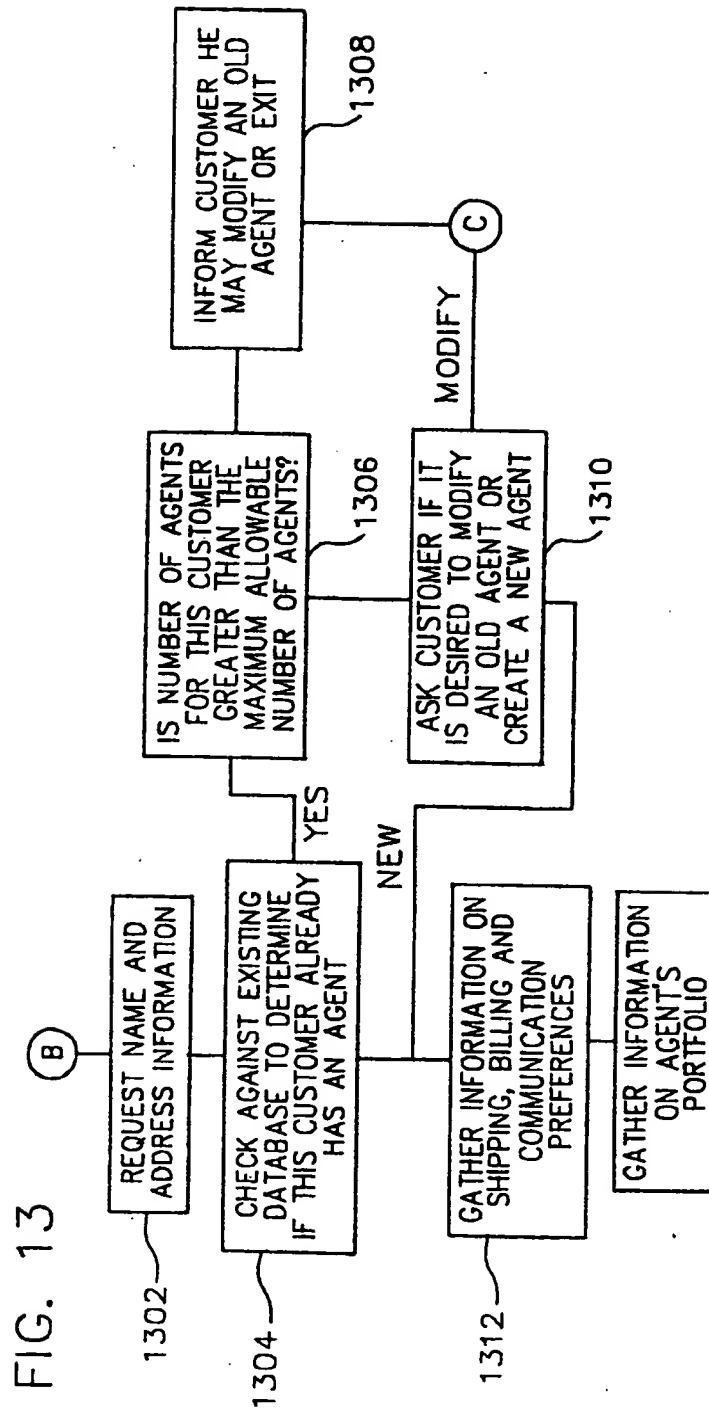 FIG. 13
B
REQUEST NAME AND
ADDRESS INFORMATION
1302
CHECK AGAINST EXISTING
DATABASE TO DETERMINE
IF THIS CUSTOMER ALREADY
HAS AN AGENT
1304
YES
IS NUMBER OF AGENTS
FOR THIS CUSTOMER
GREATER THAN THE
MAXIMUM ALLOWABLE
NUMBER OF AGENTS?
1306
INFORM CUSTOMER HE
MAY MODIFY AN OLD
AGENT OR EXIT
1308
C
MODIFY
ASK CUSTOMER IF IT
IS DESIRED TO MODIFY
AN OLD AGENT OR
CREATE A NEW AGENT
1310
NEW
GATHER INFORMATION ON
SHIPPING, BILLING AND
COMMUNICATION
PREFERENCES
1312
GATHER INFORMATION
ON AGENT'S
PORTFOLIO